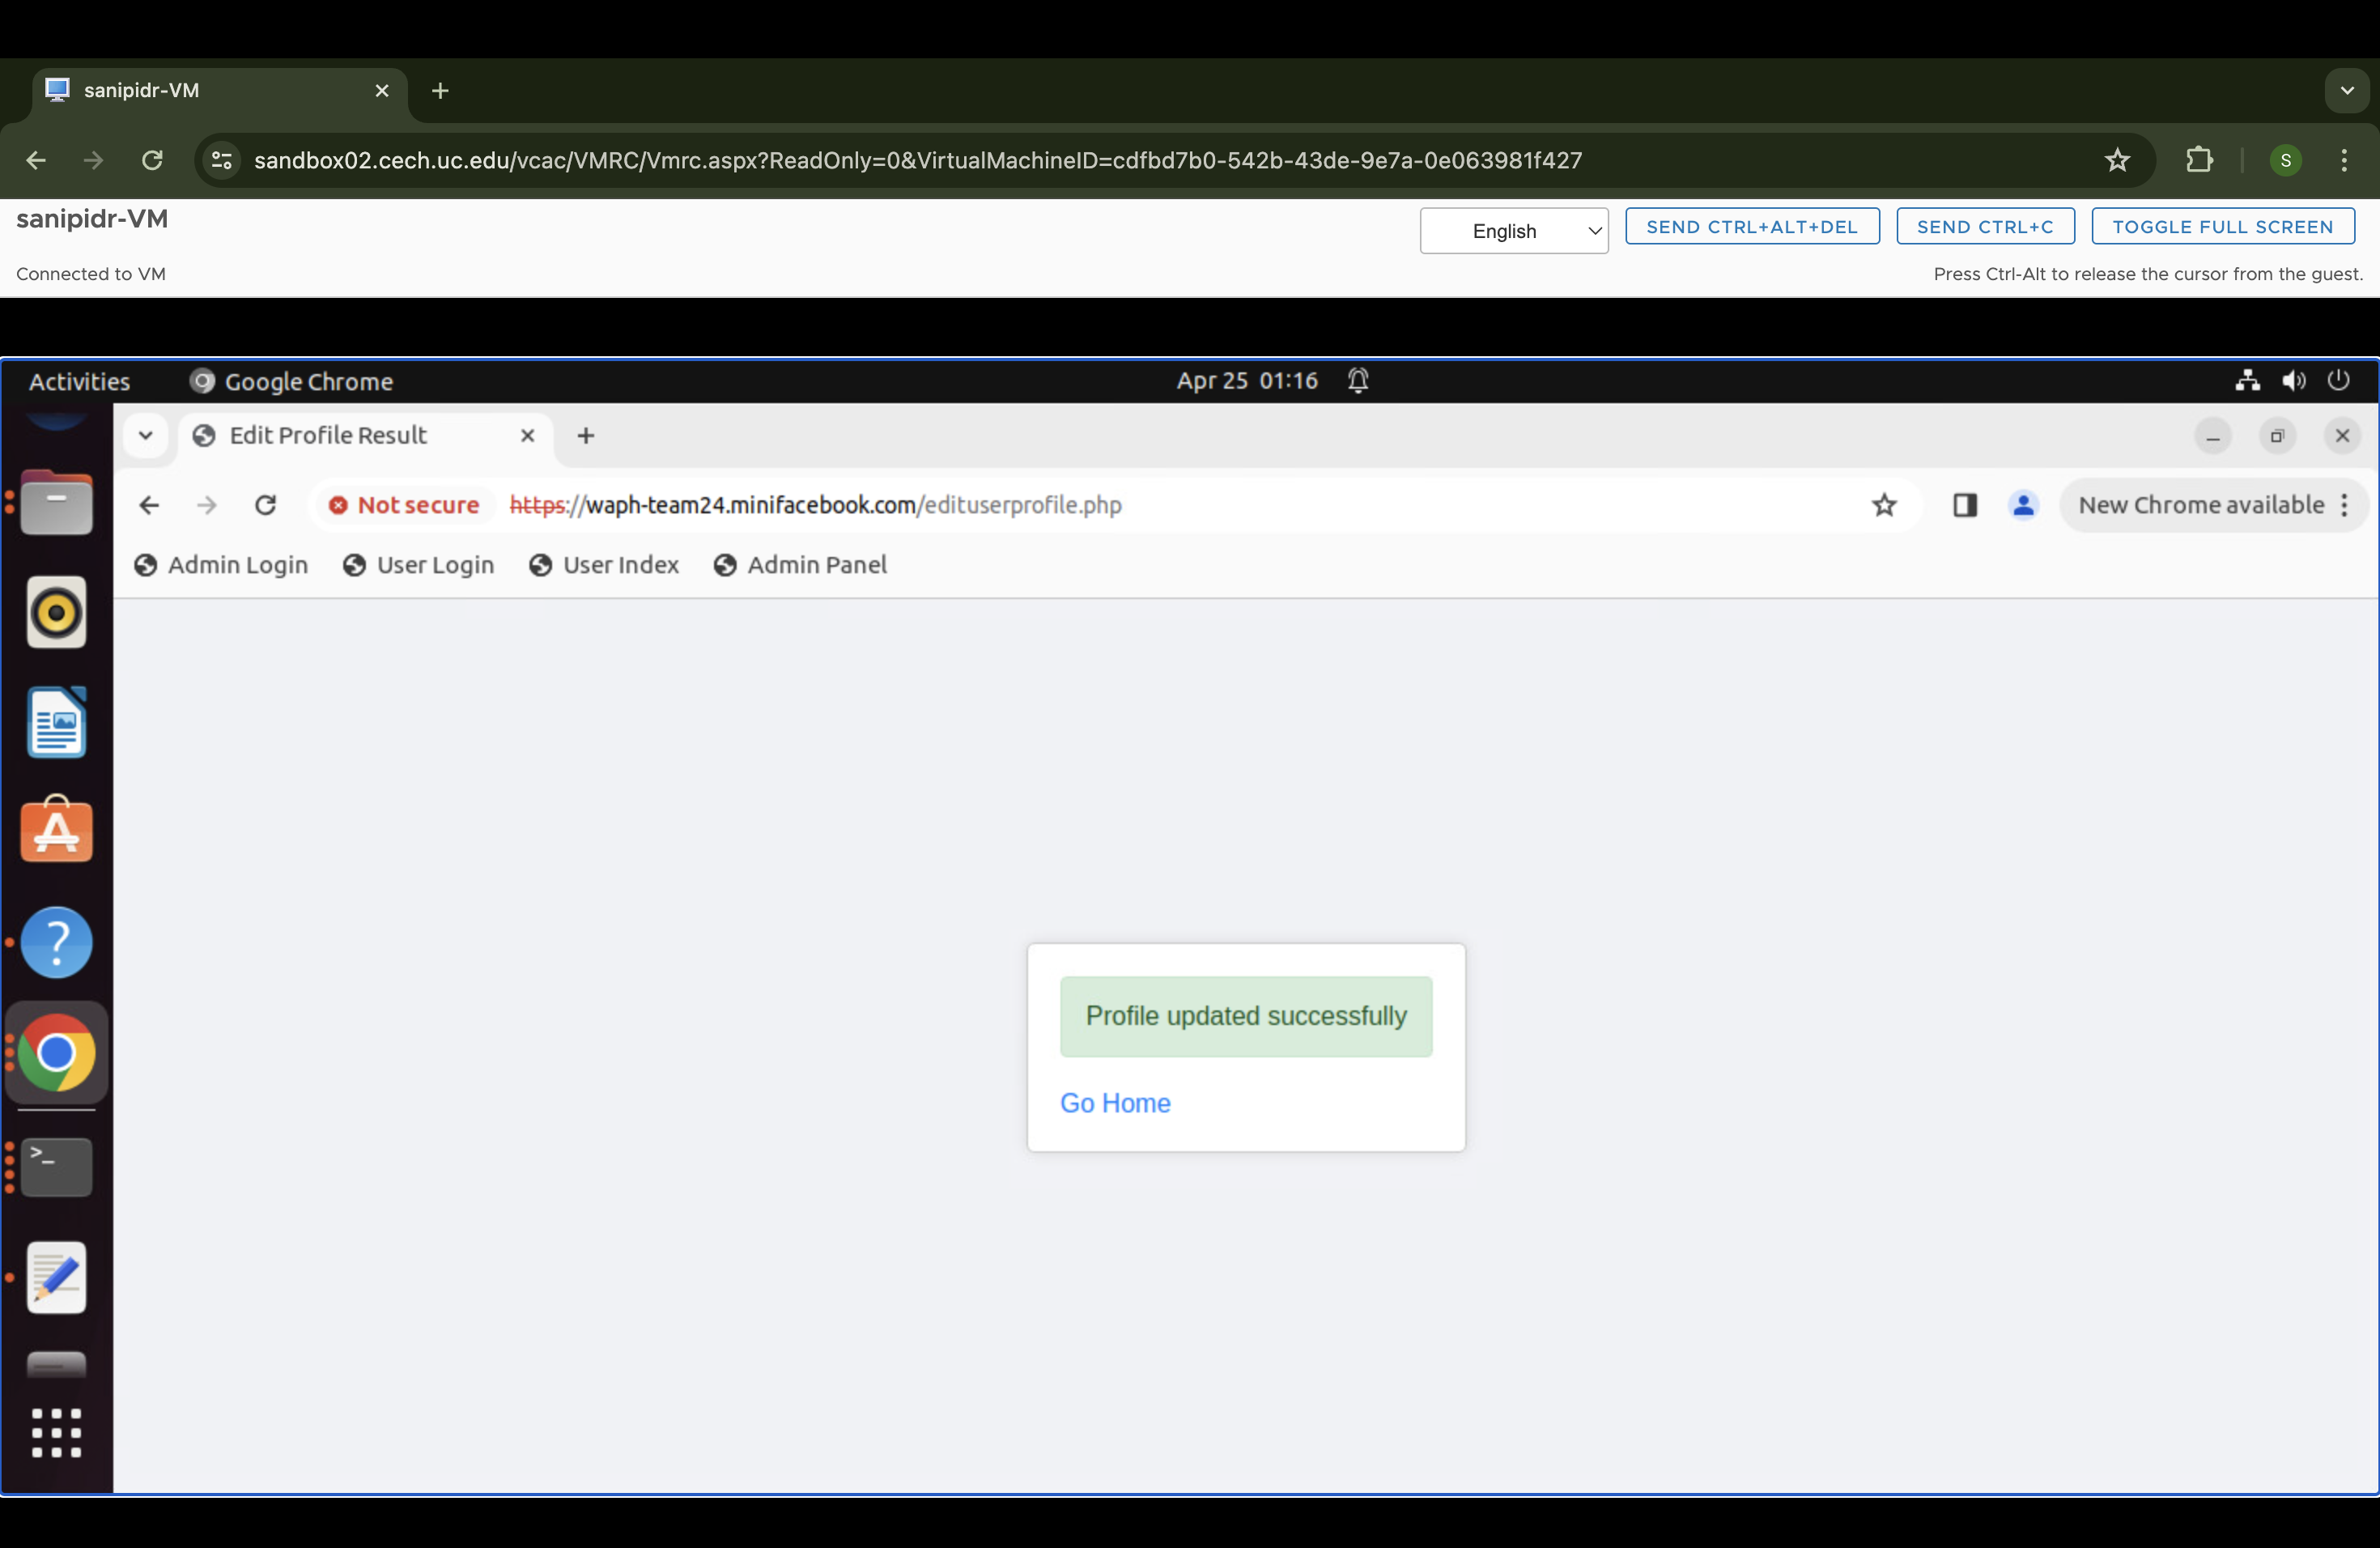 sanipidr-VM
sandbox02.cech.uc.edu/vcac/VMRC/Vmrc.aspx?ReadOnly=0&VirtualMachineID=cdfbd7b0-542b-43de-9e7a-0e063981f427
S
sanipidr-VM
English
SEND CTRL+ALT+DEL
SEND CTRL+C
TOGGLE FULL SCREEN
Connected to VM
Press Ctrl-Alt to release the cursor from the guest.
Activities
Google Chrome
Apr 25 01:16
Edit Profile Result
Not secure
https://waph-team24.minifacebook.com/edituserprofile.php
New Chrome available
Admin Login
User Login
User Index
Admin Panel
Profile updated successfully
Go Home